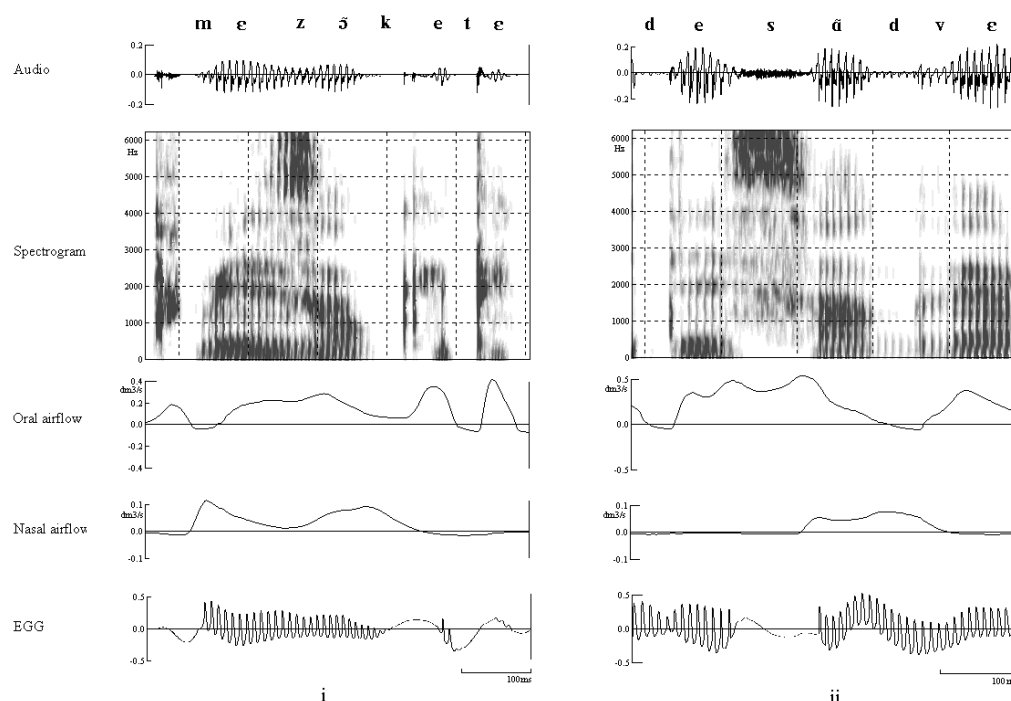 m ɛ z ɔ̃ k e t ɛ
d e s ɑ̃ d v ɛ
Audio
0.2
0.0
-0.2
0.2
0.0
-0.2
Spectrogram
6000
Hz
5000
4000
3000
2000
1000
0
6000
Hz
5000
4000
3000
2000
1000
0
Oral airflow
0.4
dm3/s
0.2
0.0
-0.2
-0.4
0.5
dm3/s
0.0
-0.5
Nasal airflow
0.1
dm3/s
0.0
-0.1
0.1
dm3/s
0.0
-0.1
EGG
0.5
0.0
-0.5
0.5
0.0
-0.5
100ms
100m
i
ii